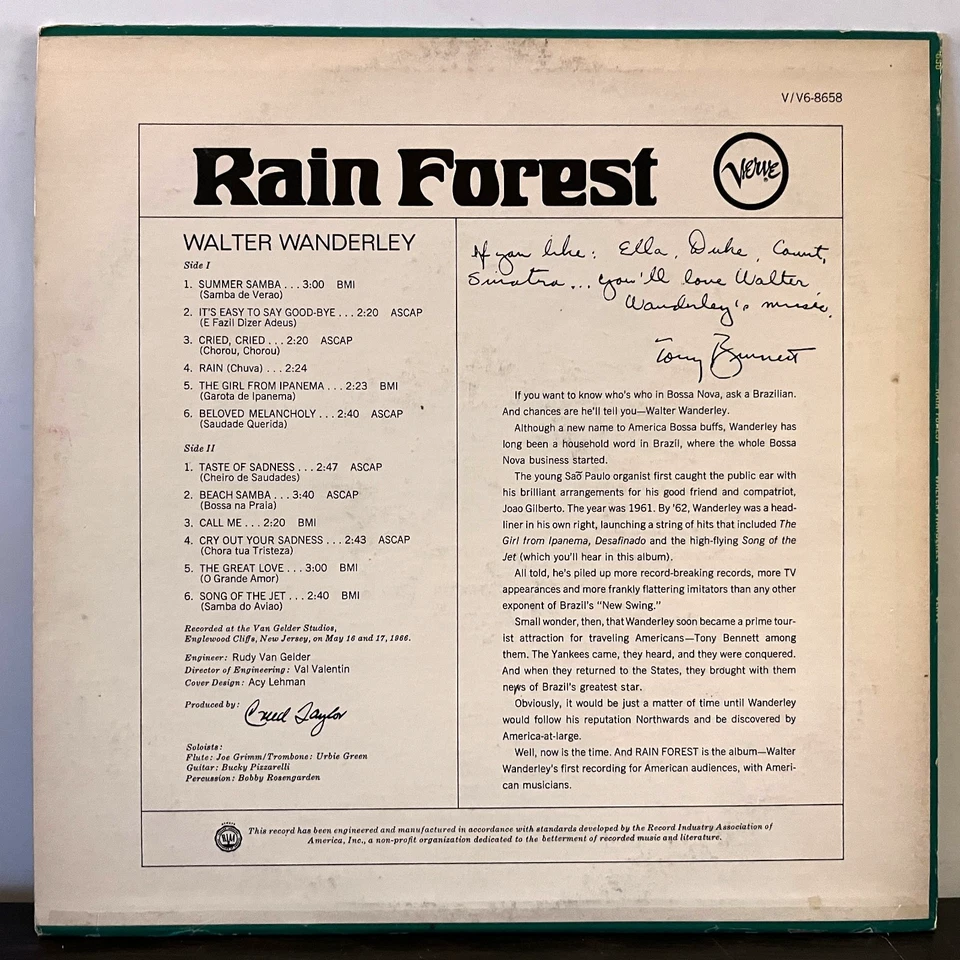 V/V6-8658
Rain Forest
Verve
WALTER WANDERLEY
Side I
1. SUMMER SAMBA . . . 3:00 BMI
(Samba de Verao)
2. IT'S EASY TO SAY GOOD-BYE . . . 2:20 ASCAP
(E Fazil Dizer Adeus)
3. CRIED, CRIED . . . 2:20 ASCAP
(Chorou, Chorou)
4. RAIN (Chuva) . . . 2:24
5. THE GIRL FROM IPANEMA . . . 2:23 BMI
(Garota de Ipanema)
6. BELOVED MELANCHOLY . . . 2:40 ASCAP
(Saudade Querida)
Side II
1. TASTE OF SADNESS . . . 2:47 ASCAP
(Cheiro de Saudades)
2. BEACH SAMBA . . . 3:40 ASCAP
(Bossa na Praia)
3. CALL ME . . . 2:20 BMI
4. CRY OUT YOUR SADNESS . . . 2:43 ASCAP
(Chora tua Tristeza)
5. THE GREAT LOVE . . . 3:00 BMI
(O Grande Amor)
6. SONG OF THE JET . . . 2:40 BMI
(Samba do Aviao)
Recorded at the Van Gelder Studios,
Englewood Cliffs, New Jersey, on May 16 and 17, 1966.
Engineer: Rudy Van Gelder
Director of Engineering: Val Valentin
Cover Design: Acy Lehman
Produced by: Creed Taylor
Soloists:
Flute: Joe Grimm/Trombone: Urbie Green
Guitar: Bucky Pizzarelli
Percussion: Bobby Rosengarden
If you like: Ella, Duke, Count,
Sinatra... you'll love Walter
Wanderley's music.
Tony Bennett
If you want to know who's who in Bossa Nova, ask a Brazilian.
And chances are he'll tell you—Walter Wanderley.
Although a new name to America Bossa buffs, Wanderley has
long been a household word in Brazil, where the whole Bossa
Nova business started.
The young Saõ Paulo organist first caught the public ear with
his brilliant arrangements for his good friend and compatriot,
Joao Gilberto. The year was 1961. By '62, Wanderley was a head-
liner in his own right, launching a string of hits that included The
Girl from Ipanema, Desafinado and the high-flying Song of the
Jet (which you'll hear in this album).
All told, he's piled up more record-breaking records, more TV
appearances and more frankly flattering imitators than any other
exponent of Brazil's "New Swing."
Small wonder, then, that Wanderley soon became a prime tour-
ist attraction for traveling Americans—Tony Bennett among
them. The Yankees came, they heard, and they were conquered.
And when they returned to the States, they brought with them
news of Brazil's greatest star.
Obviously, it would be just a matter of time until Wanderley
would follow his reputation Northwards and be discovered by
America-at-large.
Well, now is the time. And RAIN FOREST is the album—Walter
Wanderley's first recording for American audiences, with Ameri-
can musicians.
This record has been engineered and manufactured in accordance with standards developed by the Record Industry Association of
America, Inc., a non-profit organization dedicated to the betterment of recorded music and literature.